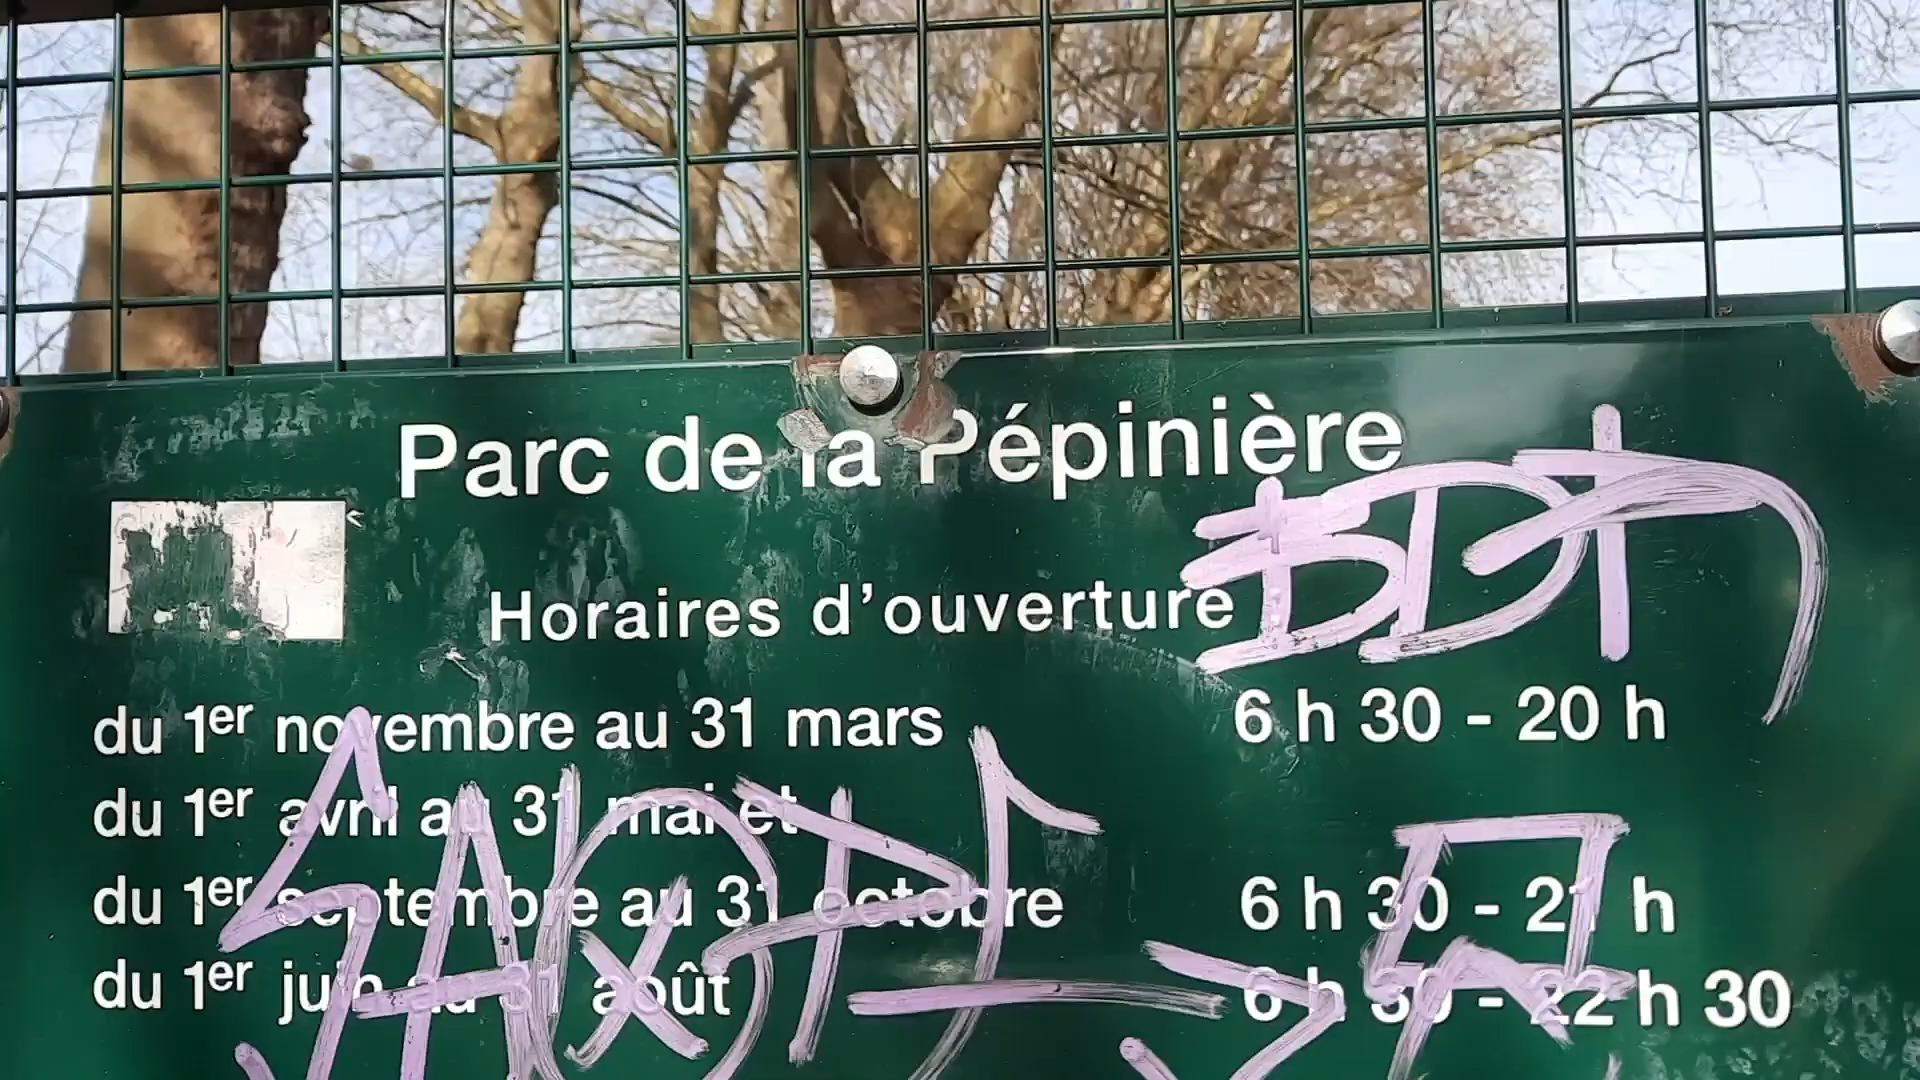 Parc de la Pépinière
Horaires d'ouverture
BDT
du 1er novembre au 31 mars 6 h 30 - 20 h
du 1er avril au 31 mai et
du 1er septembre au 31 octobre 6 h 30 - 21 h
du 1er juin au 31 août 6 h 30 - 22 h 30